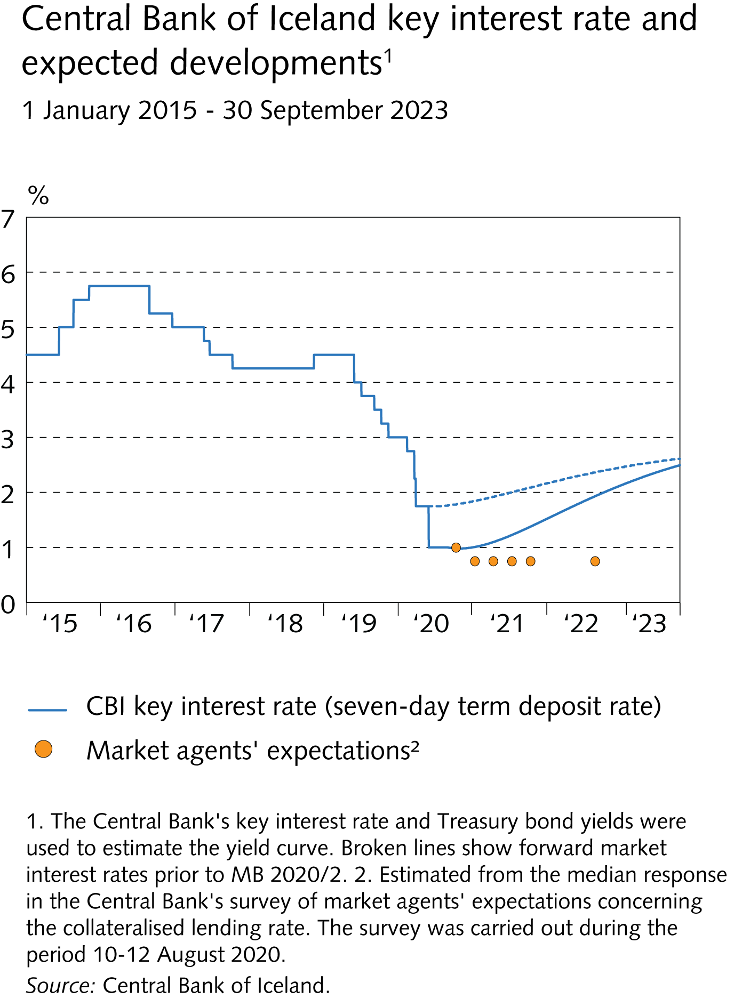 Central Bank of Iceland key interest rate and
expected developments¹
1 January 2015 - 30 September 2023
%
7
6
5
4
3
2
1
0
‘15 ‘16 ‘17 ‘18 ‘19 ‘20 ‘21 ‘22 ‘23
CBI key interest rate (seven-day term deposit rate)
Market agents' expectations²
1. The Central Bank's key interest rate and Treasury bond yields were
used to estimate the yield curve. Broken lines show forward market
interest rates prior to MB 2020/2. 2. Estimated from the median response
in the Central Bank's survey of market agents' expectations concerning
the collateralised lending rate. The survey was carried out during the
period 10-12 August 2020.
Source: Central Bank of Iceland.